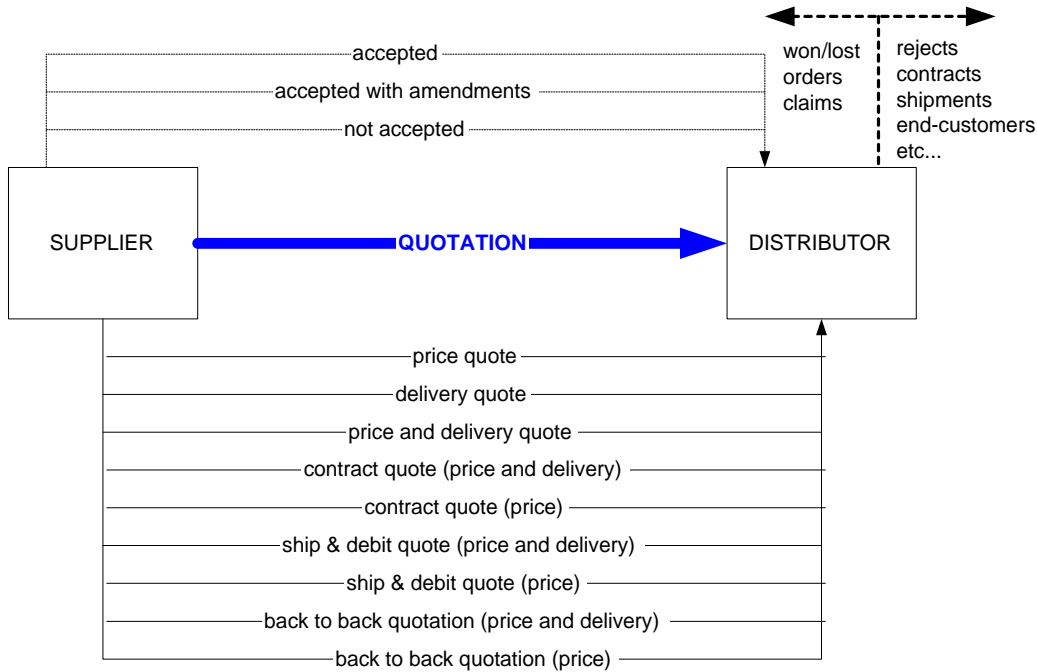 accepted
accepted with amendments
not accepted
won/lost
orders
claims
rejects
contracts
shipments
end-customers
etc...
SUPPLIER
QUOTATION
DISTRIBUTOR
price quote
delivery quote
price and delivery quote
contract quote (price and delivery)
contract quote (price)
ship & debit quote (price and delivery)
ship & debit quote (price)
back to back quotation (price and delivery)
back to back quotation (price)